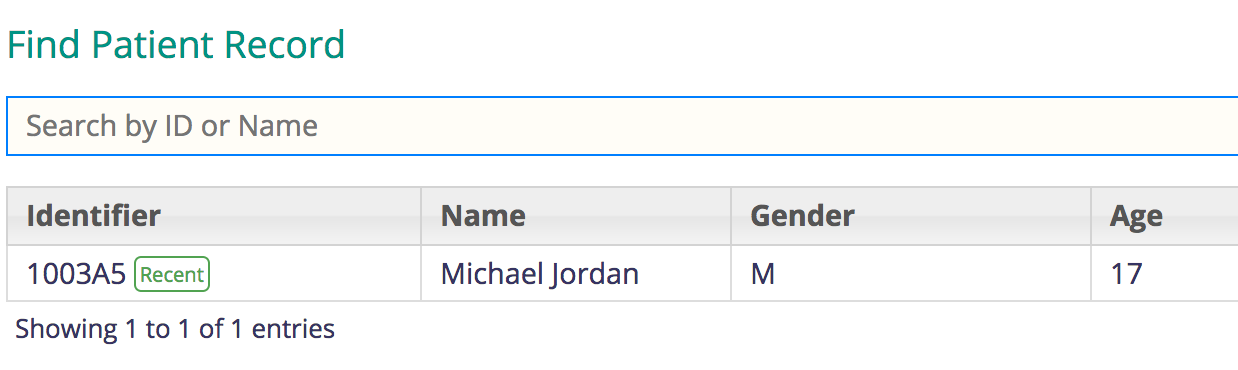 Find Patient Record
Search by ID or Name
Identifier Name Gender Age
1003A5 Recent Michael Jordan M 17
Showing 1 to 1 of 1 entries